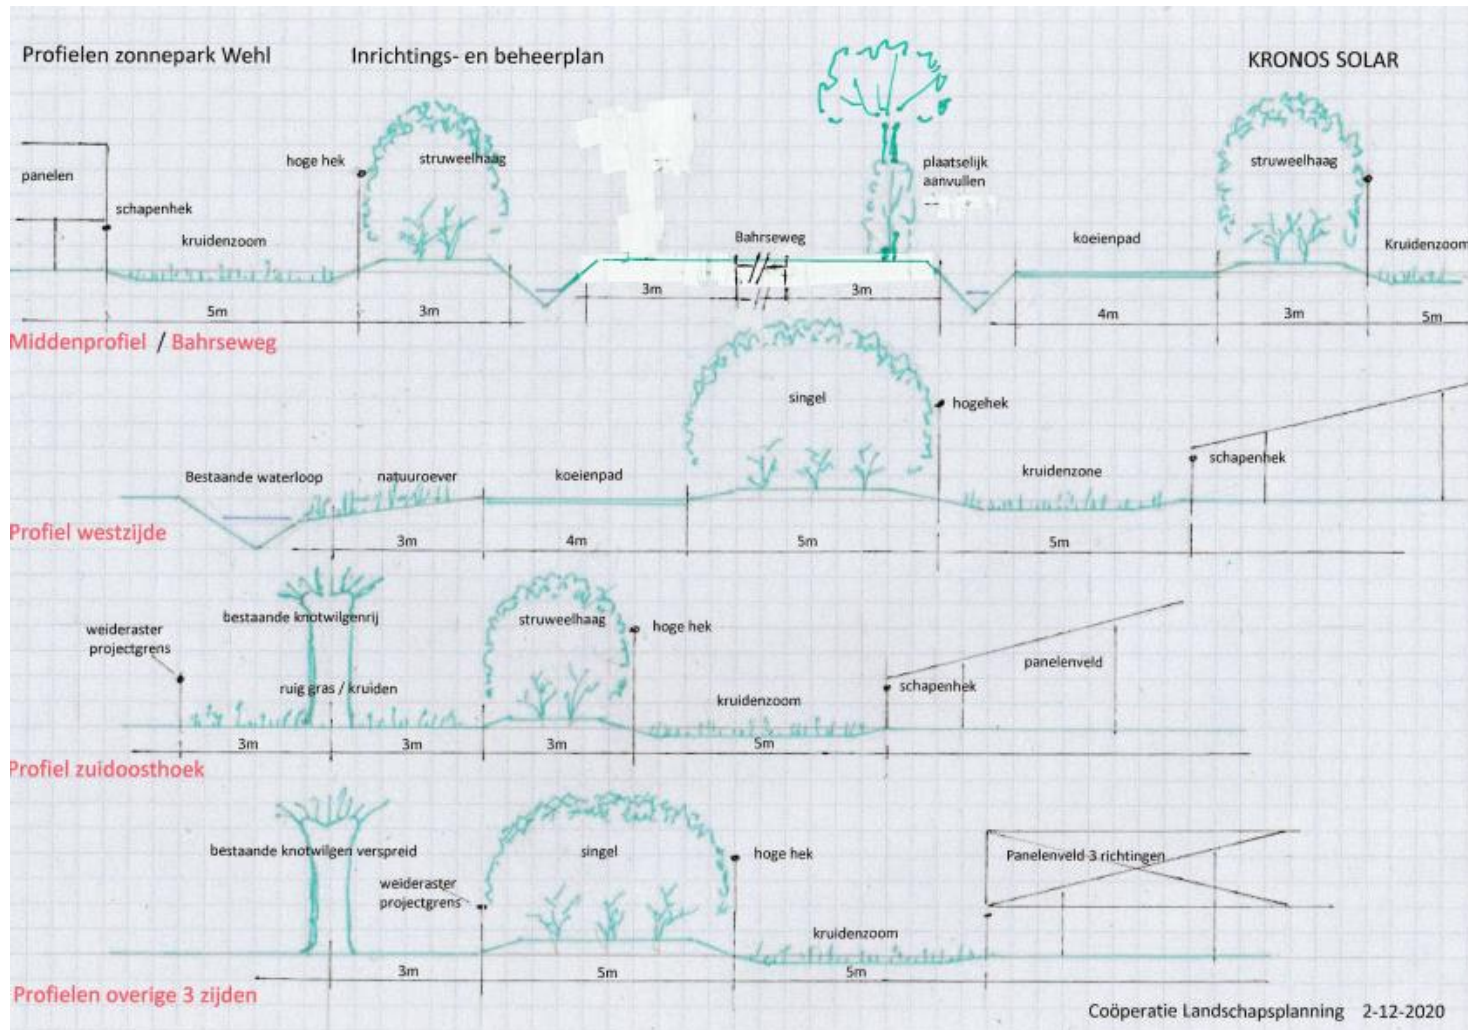 Profielen zonnepark Wehl
Inrichtings- en beheerplan
KRONOS SOLAR
panelen
schapenhek
kruidenzoom
hoge hek
struweelhaag
Bahrseweg
plaatselijk
aanvullen
koeienpad
struweelhaag
Kruidenzoom
5m
3m
3m
3m
4m
3m
5m
Middenprofiel / Bahrseweg
Bestaande waterloop
natuuroever
koeienpad
singel
hogehek
kruidenzone
schapenhek
3m
4m
5m
5m
Profiel westzijde
weideraster
projectgrens
bestaande knotwilgenrij
ruig gras / kruiden
struweelhaag
hoge hek
kruidenzoom
schapenhek
panelenveld
3m
3m
3m
5m
Profiel zuidoosthoek
bestaande knotwilgen verspreid
weideraster
projectgrens
singel
hoge hek
kruidenzoom
Panelenveld 3 richtingen
3m
5m
5m
Profielen overige 3 zijden
Coöperatie Landschapsplanning 2-12-2020